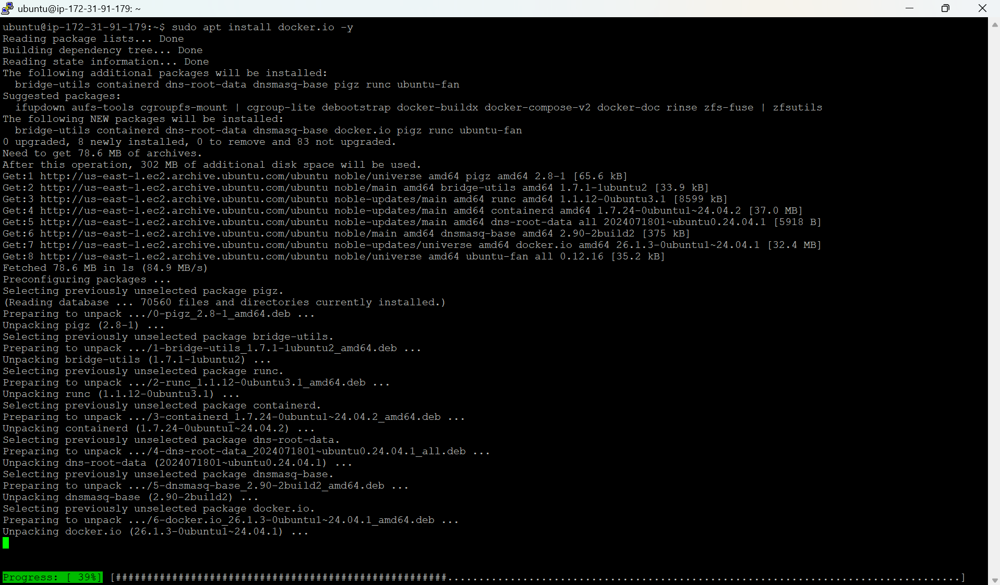 ubuntu@ip-172-31-91-179: ~
ubuntu@ip-172-31-91-179:~$ sudo apt install docker.io -y
Reading package lists... Done
Building dependency tree... Done
Reading state information... Done
The following additional packages will be installed:
  bridge-utils containerd dns-root-data dnsmasq-base pigz runc ubuntu-fan
Suggested packages:
  ifupdown aufs-tools cgroupfs-mount | cgroup-lite debootstrap docker-buildx docker-compose-v2 docker-doc rinse zfs-fuse | zfsutils
The following NEW packages will be installed:
  bridge-utils containerd dns-root-data dnsmasq-base docker.io pigz runc ubuntu-fan
0 upgraded, 8 newly installed, 0 to remove and 83 not upgraded.
Need to get 78.6 MB of archives.
After this operation, 302 MB of additional disk space will be used.
Get:1 http://us-east-1.ec2.archive.ubuntu.com/ubuntu noble/universe amd64 pigz amd64 2.8-1 [65.6 kB]
Get:2 http://us-east-1.ec2.archive.ubuntu.com/ubuntu noble/main amd64 bridge-utils amd64 1.7.1-1ubuntu2 [33.9 kB]
Get:3 http://us-east-1.ec2.archive.ubuntu.com/ubuntu noble-updates/main amd64 runc amd64 1.1.12-0ubuntu3.1 [8599 kB]
Get:4 http://us-east-1.ec2.archive.ubuntu.com/ubuntu noble-updates/main amd64 containerd amd64 1.7.24-0ubuntu1~24.04.2 [37.0 MB]
Get:5 http://us-east-1.ec2.archive.ubuntu.com/ubuntu noble-updates/main amd64 dns-root-data all 2024071801~ubuntu0.24.04.1 [5918 B]
Get:6 http://us-east-1.ec2.archive.ubuntu.com/ubuntu noble/main amd64 dnsmasq-base amd64 2.90-2build2 [375 kB]
Get:7 http://us-east-1.ec2.archive.ubuntu.com/ubuntu noble-updates/universe amd64 docker.io amd64 26.1.3-0ubuntu1~24.04.1 [32.4 MB]
Get:8 http://us-east-1.ec2.archive.ubuntu.com/ubuntu noble/universe amd64 ubuntu-fan all 0.12.16 [35.2 kB]
Fetched 78.6 MB in 1s (84.9 MB/s)
Preconfiguring packages ...
Selecting previously unselected package pigz.
(Reading database ... 70560 files and directories currently installed.)
Preparing to unpack .../0-pigz_2.8-1_amd64.deb ...
Unpacking pigz (2.8-1) ...
Selecting previously unselected package bridge-utils.
Preparing to unpack .../1-bridge-utils_1.7.1-1ubuntu2_amd64.deb ...
Unpacking bridge-utils (1.7.1-1ubuntu2) ...
Selecting previously unselected package runc.
Preparing to unpack .../2-runc_1.1.12-0ubuntu3.1_amd64.deb ...
Unpacking runc (1.1.12-0ubuntu3.1) ...
Selecting previously unselected package containerd.
Preparing to unpack .../3-containerd_1.7.24-0ubuntu1~24.04.2_amd64.deb ...
Unpacking containerd (1.7.24-0ubuntu1~24.04.2) ...
Selecting previously unselected package dns-root-data.
Preparing to unpack .../4-dns-root-data_2024071801~ubuntu0.24.04.1_all.deb ...
Unpacking dns-root-data (2024071801~ubuntu0.24.04.1) ...
Selecting previously unselected package dnsmasq-base.
Preparing to unpack .../5-dnsmasq-base_2.90-2build2_amd64.deb ...
Unpacking dnsmasq-base (2.90-2build2) ...
Selecting previously unselected package docker.io.
Preparing to unpack .../6-docker.io_26.1.3-0ubuntu1~24.04.1_amd64.deb ...
Unpacking docker.io (26.1.3-0ubuntu1~24.04.1) ...
Progress: [ 39%] [#####################################################..................................................................................]